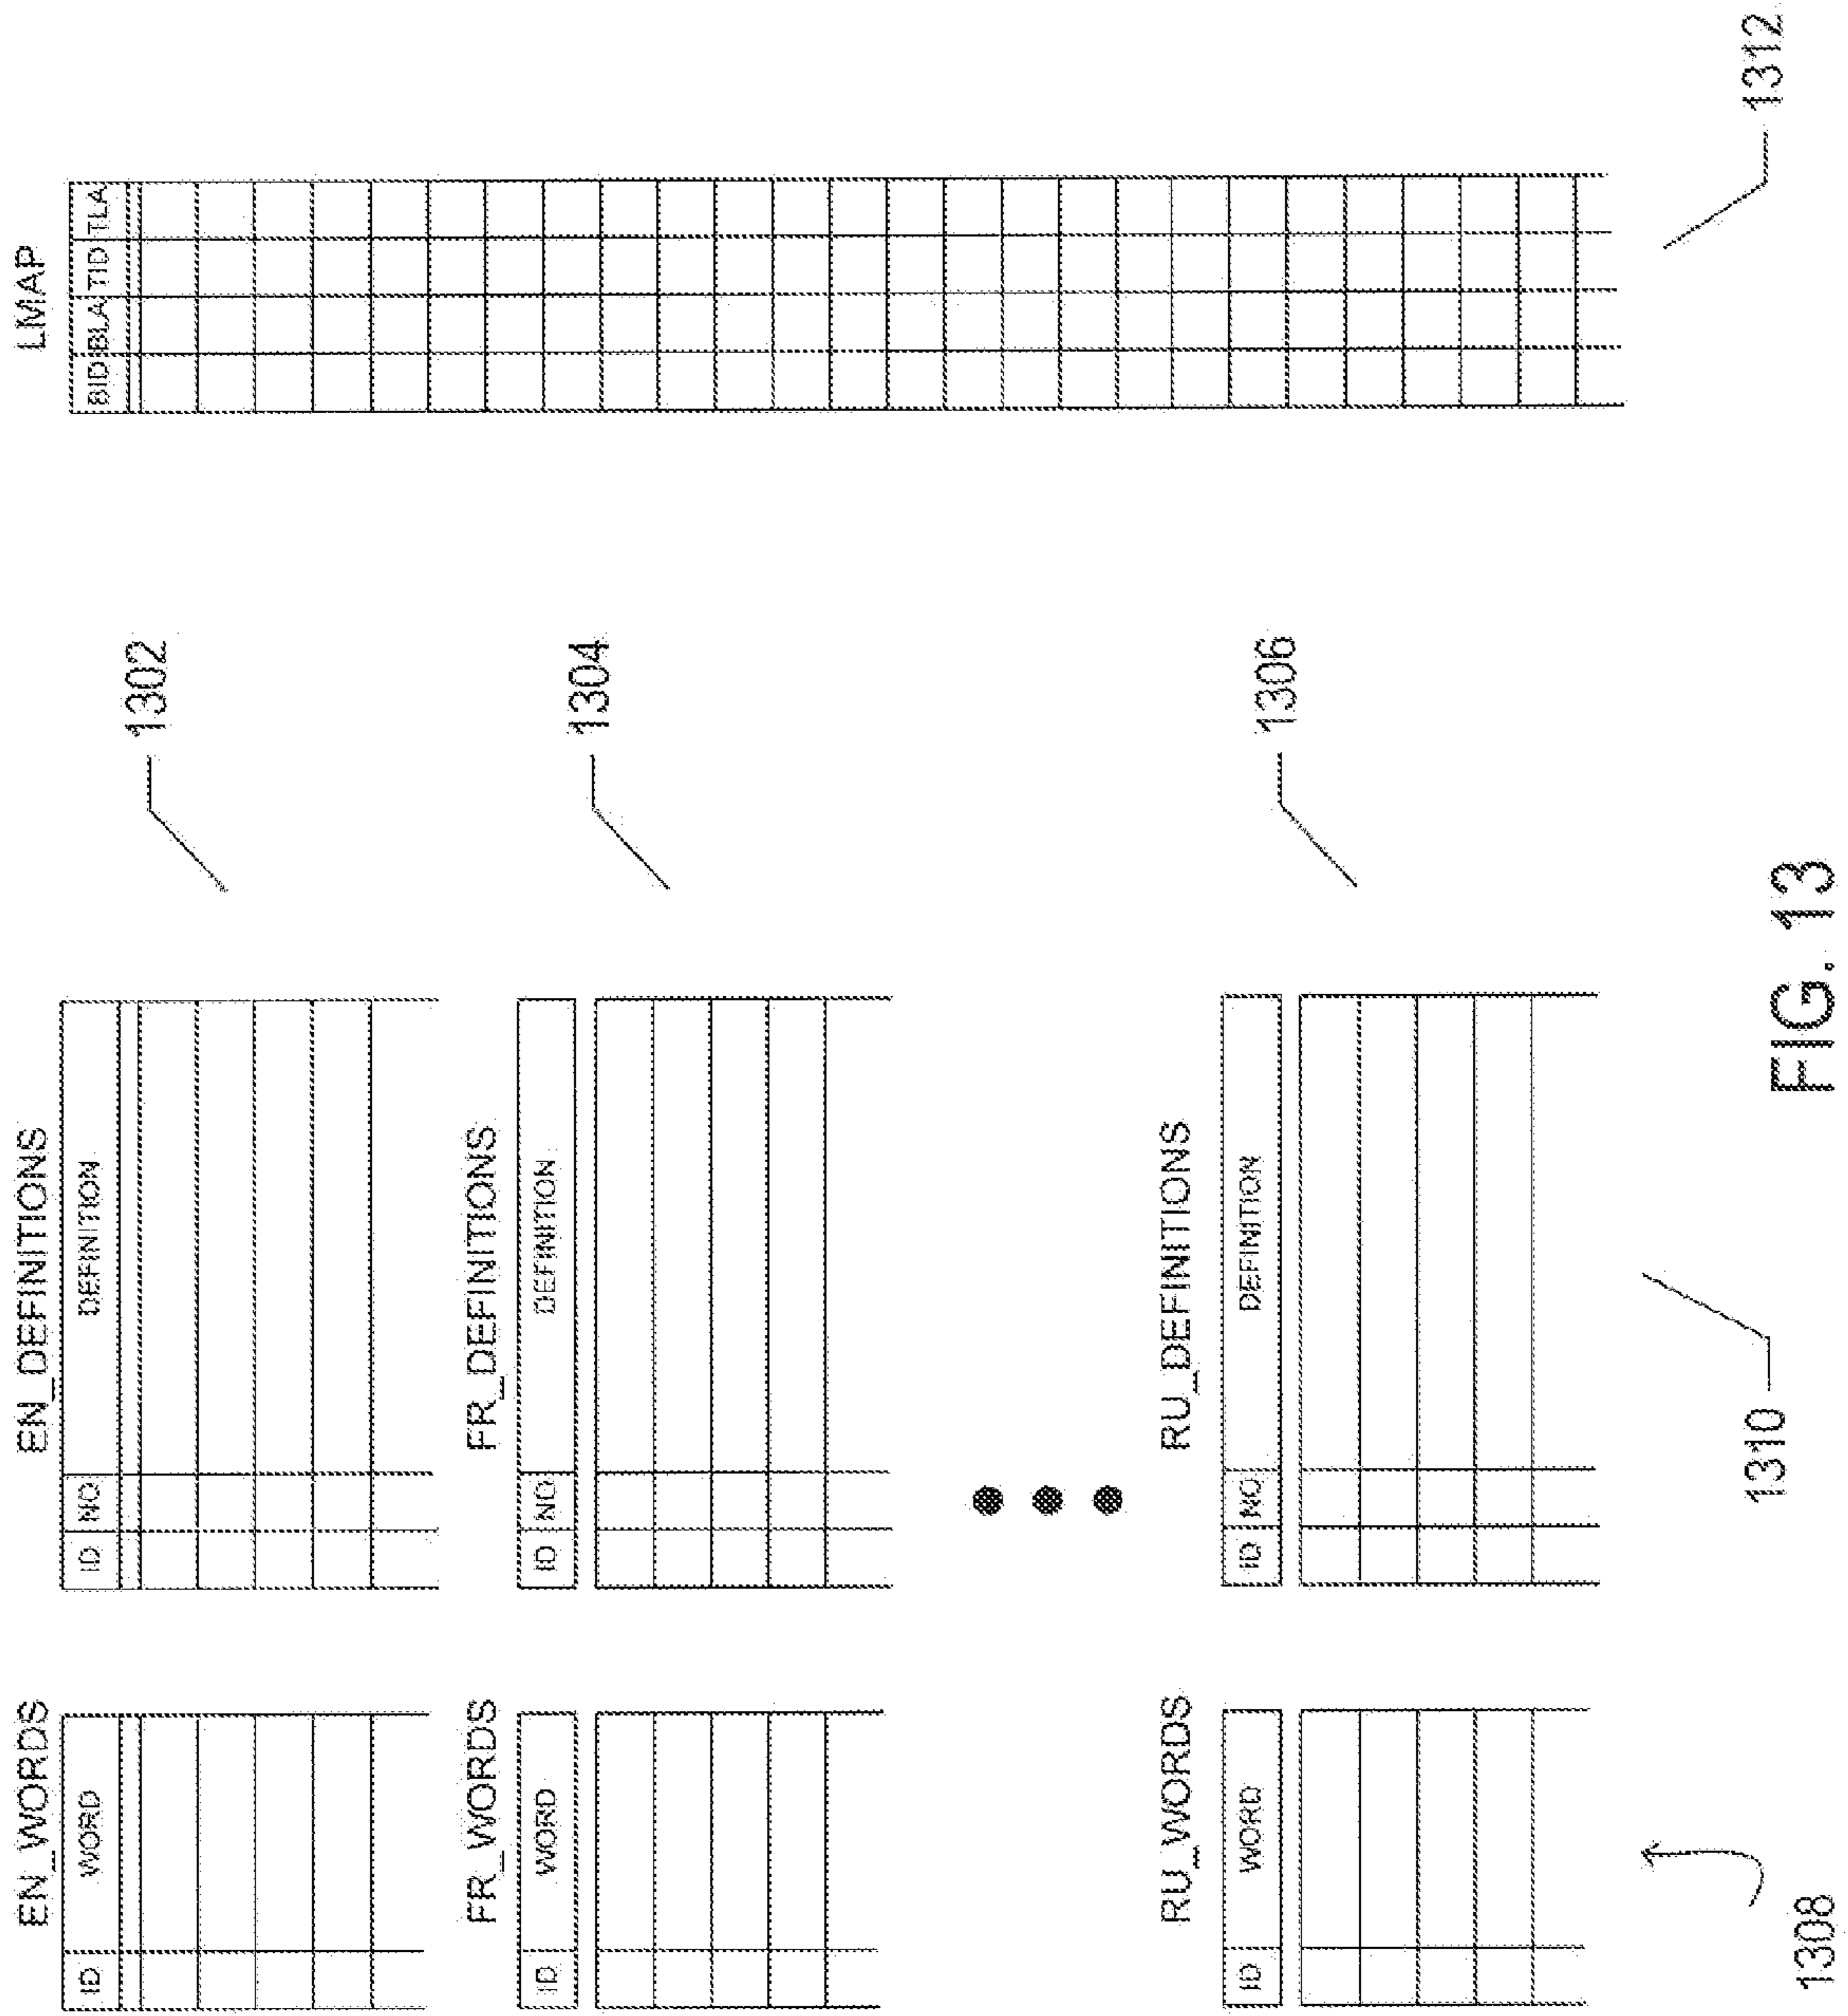 EN_WORDS EN_DEFINITIONS LMAP
ID WORD ID NO DEFINITION BID BLA TID TLA
1302
FR_WORDS FR_DEFINITIONS
ID WORD ID NO DEFINITION
1304
RU_WORDS RU_DEFINITIONS
ID WORD ID NO DEFINITION
1306
1308 1310 1312
FIG. 13